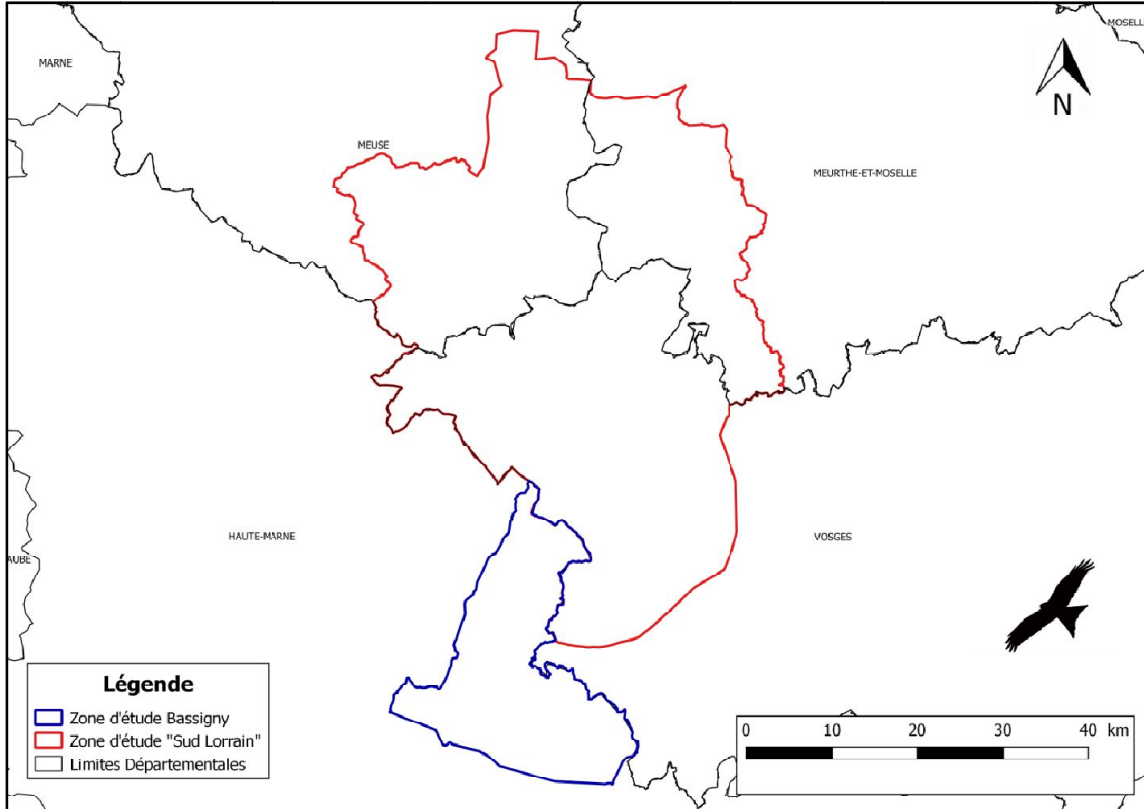 MOSELLE
MARNE
N
MEUSE
MEURTHE-ET-MOSELLE
HAUTE-MARNE
VOSGES
AUBE
Légende
Zone d'étude Bassigny
Zone d'étude "Sud Lorrain"
Limites Départementales
0 10 20 30 40 km